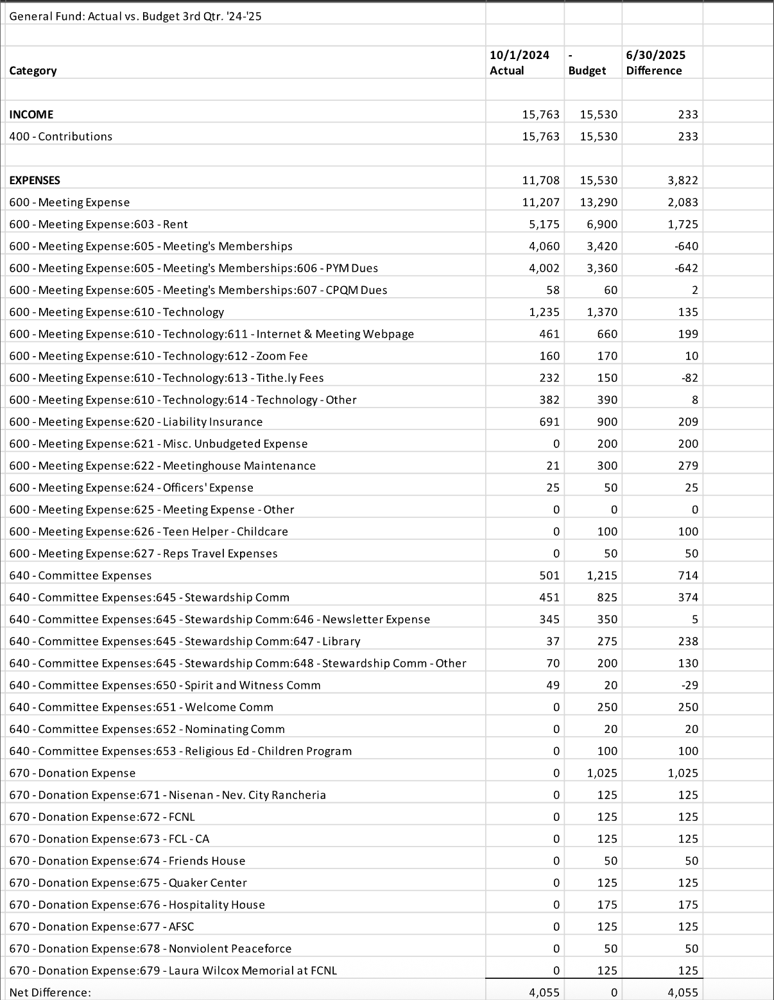 General Fund: Actual vs. Budget 3rd Qtr. '24-'25
10/1/2024 - 6/30/2025
Category Actual Budget Difference
INCOME 15,763 15,530 233
400 - Contributions 15,763 15,530 233
EXPENSES 11,708 15,530 3,822
600 - Meeting Expense 11,207 13,290 2,083
600 - Meeting Expense:603 - Rent 5,175 6,900 1,725
600 - Meeting Expense:605 - Meeting's Memberships 4,060 3,420 -640
600 - Meeting Expense:605 - Meeting's Memberships:606 - PYM Dues 4,002 3,360 -642
600 - Meeting Expense:605 - Meeting's Memberships:607 - CPQM Dues 58 60 2
600 - Meeting Expense:610 - Technology 1,235 1,370 135
600 - Meeting Expense:610 - Technology:611 - Internet & Meeting Webpage 461 660 199
600 - Meeting Expense:610 - Technology:612 - Zoom Fee 160 170 10
600 - Meeting Expense:610 - Technology:613 - Tithe.ly Fees 232 150 -82
600 - Meeting Expense:610 - Technology:614 - Technology - Other 382 390 8
600 - Meeting Expense:620 - Liability Insurance 691 900 209
600 - Meeting Expense:621 - Misc. Unbudgeted Expense 0 200 200
600 - Meeting Expense:622 - Meetinghouse Maintenance 21 300 279
600 - Meeting Expense:624 - Officers' Expense 25 50 25
600 - Meeting Expense:625 - Meeting Expense - Other 0 0 0
600 - Meeting Expense:626 - Teen Helper - Childcare 0 100 100
600 - Meeting Expense:627 - Reps Travel Expenses 0 50 50
640 - Committee Expenses 501 1,215 714
640 - Committee Expenses:645 - Stewardship Comm 451 825 374
640 - Committee Expenses:645 - Stewardship Comm:646 - Newsletter Expense 345 350 5
640 - Committee Expenses:645 - Stewardship Comm:647 - Library 37 275 238
640 - Committee Expenses:645 - Stewardship Comm:648 - Stewardship Comm - Other 70 200 130
640 - Committee Expenses:650 - Spirit and Witness Comm 49 20 -29
640 - Committee Expenses:651 - Welcome Comm 0 250 250
640 - Committee Expenses:652 - Nominating Comm 0 20 20
640 - Committee Expenses:653 - Religious Ed - Children Program 0 100 100
670 - Donation Expense 0 1,025 1,025
670 - Donation Expense:671 - Nisenan - Nev. City Rancheria 0 125 125
670 - Donation Expense:672 - FCNL 0 125 125
670 - Donation Expense:673 - FCL - CA 0 125 125
670 - Donation Expense:674 - Friends House 0 50 50
670 - Donation Expense:675 - Quaker Center 0 125 125
670 - Donation Expense:676 - Hospitality House 0 175 175
670 - Donation Expense:677 - AFSC 0 125 125
670 - Donation Expense:678 - Nonviolent Peaceforce 0 50 50
670 - Donation Expense:679 - Laura Wilcox Memorial at FCNL 0 125 125
Net Difference: 4,055 0 4,055